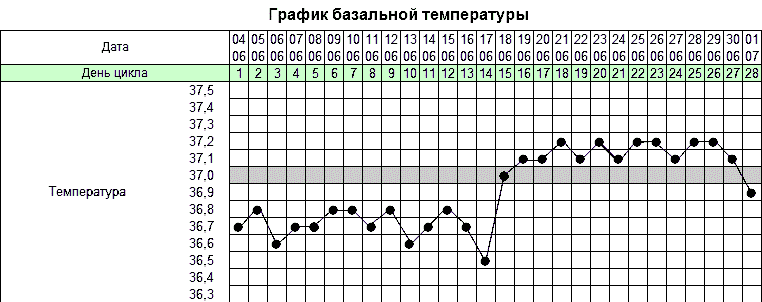 График базальной температуры
Дата 04 05 06 07 08 09 10 11 12 13 14 15 16 17 18 19 20 21 22 23 24 25 26 27 28 29 30 01
06 06 06 06 06 06 06 06 06 06 06 06 06 06 06 06 06 06 06 06 06 06 06 06 06 06 06 07
День цикла 1 2 3 4 5 6 7 8 9 10 11 12 13 14 15 16 17 18 19 20 21 22 23 24 25 26 27 28
37,5
37,4
37,3
37,2
37,1
37,0
Температура 36,9
36,8
36,7
36,6
36,5
36,4
36,3